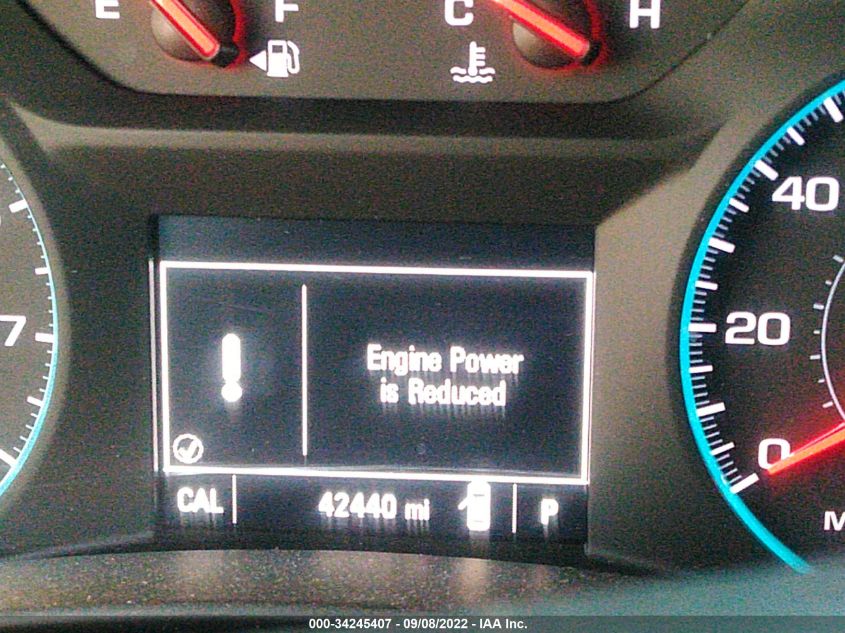 E F C H
40
7
20
Engine Power
is Reduced
0
CAL 42440 mi P
000-34245407 - 09/08/2022 - IAA Inc.